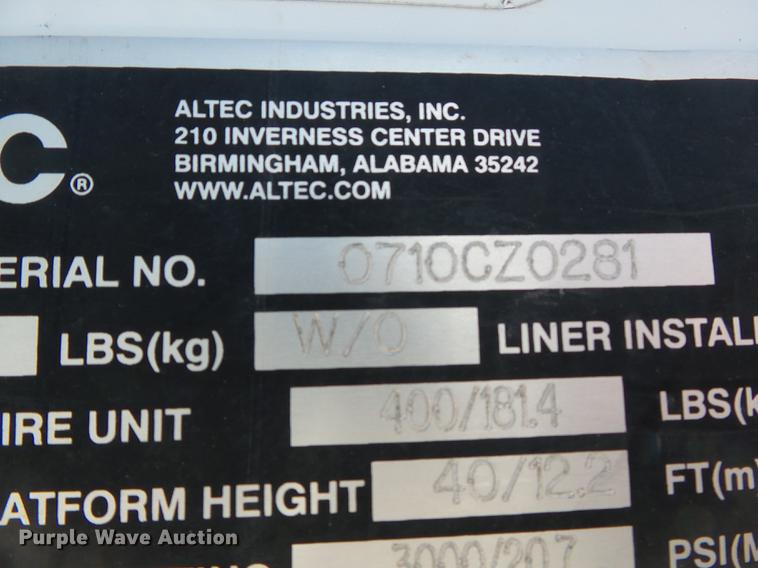 C®
ALTEC INDUSTRIES, INC.
210 INVERNESS CENTER DRIVE
BIRMINGHAM, ALABAMA 35242
WWW.ALTEC.COM
ERIAL NO. 0710CZ0281
LBS(kg) W/O LINER INSTALL
IRE UNIT 400/181.4 LBS(k
ATFORM HEIGHT 40/12.2 FT(m)
3000/207 PSI(M
Purple Wave Auction